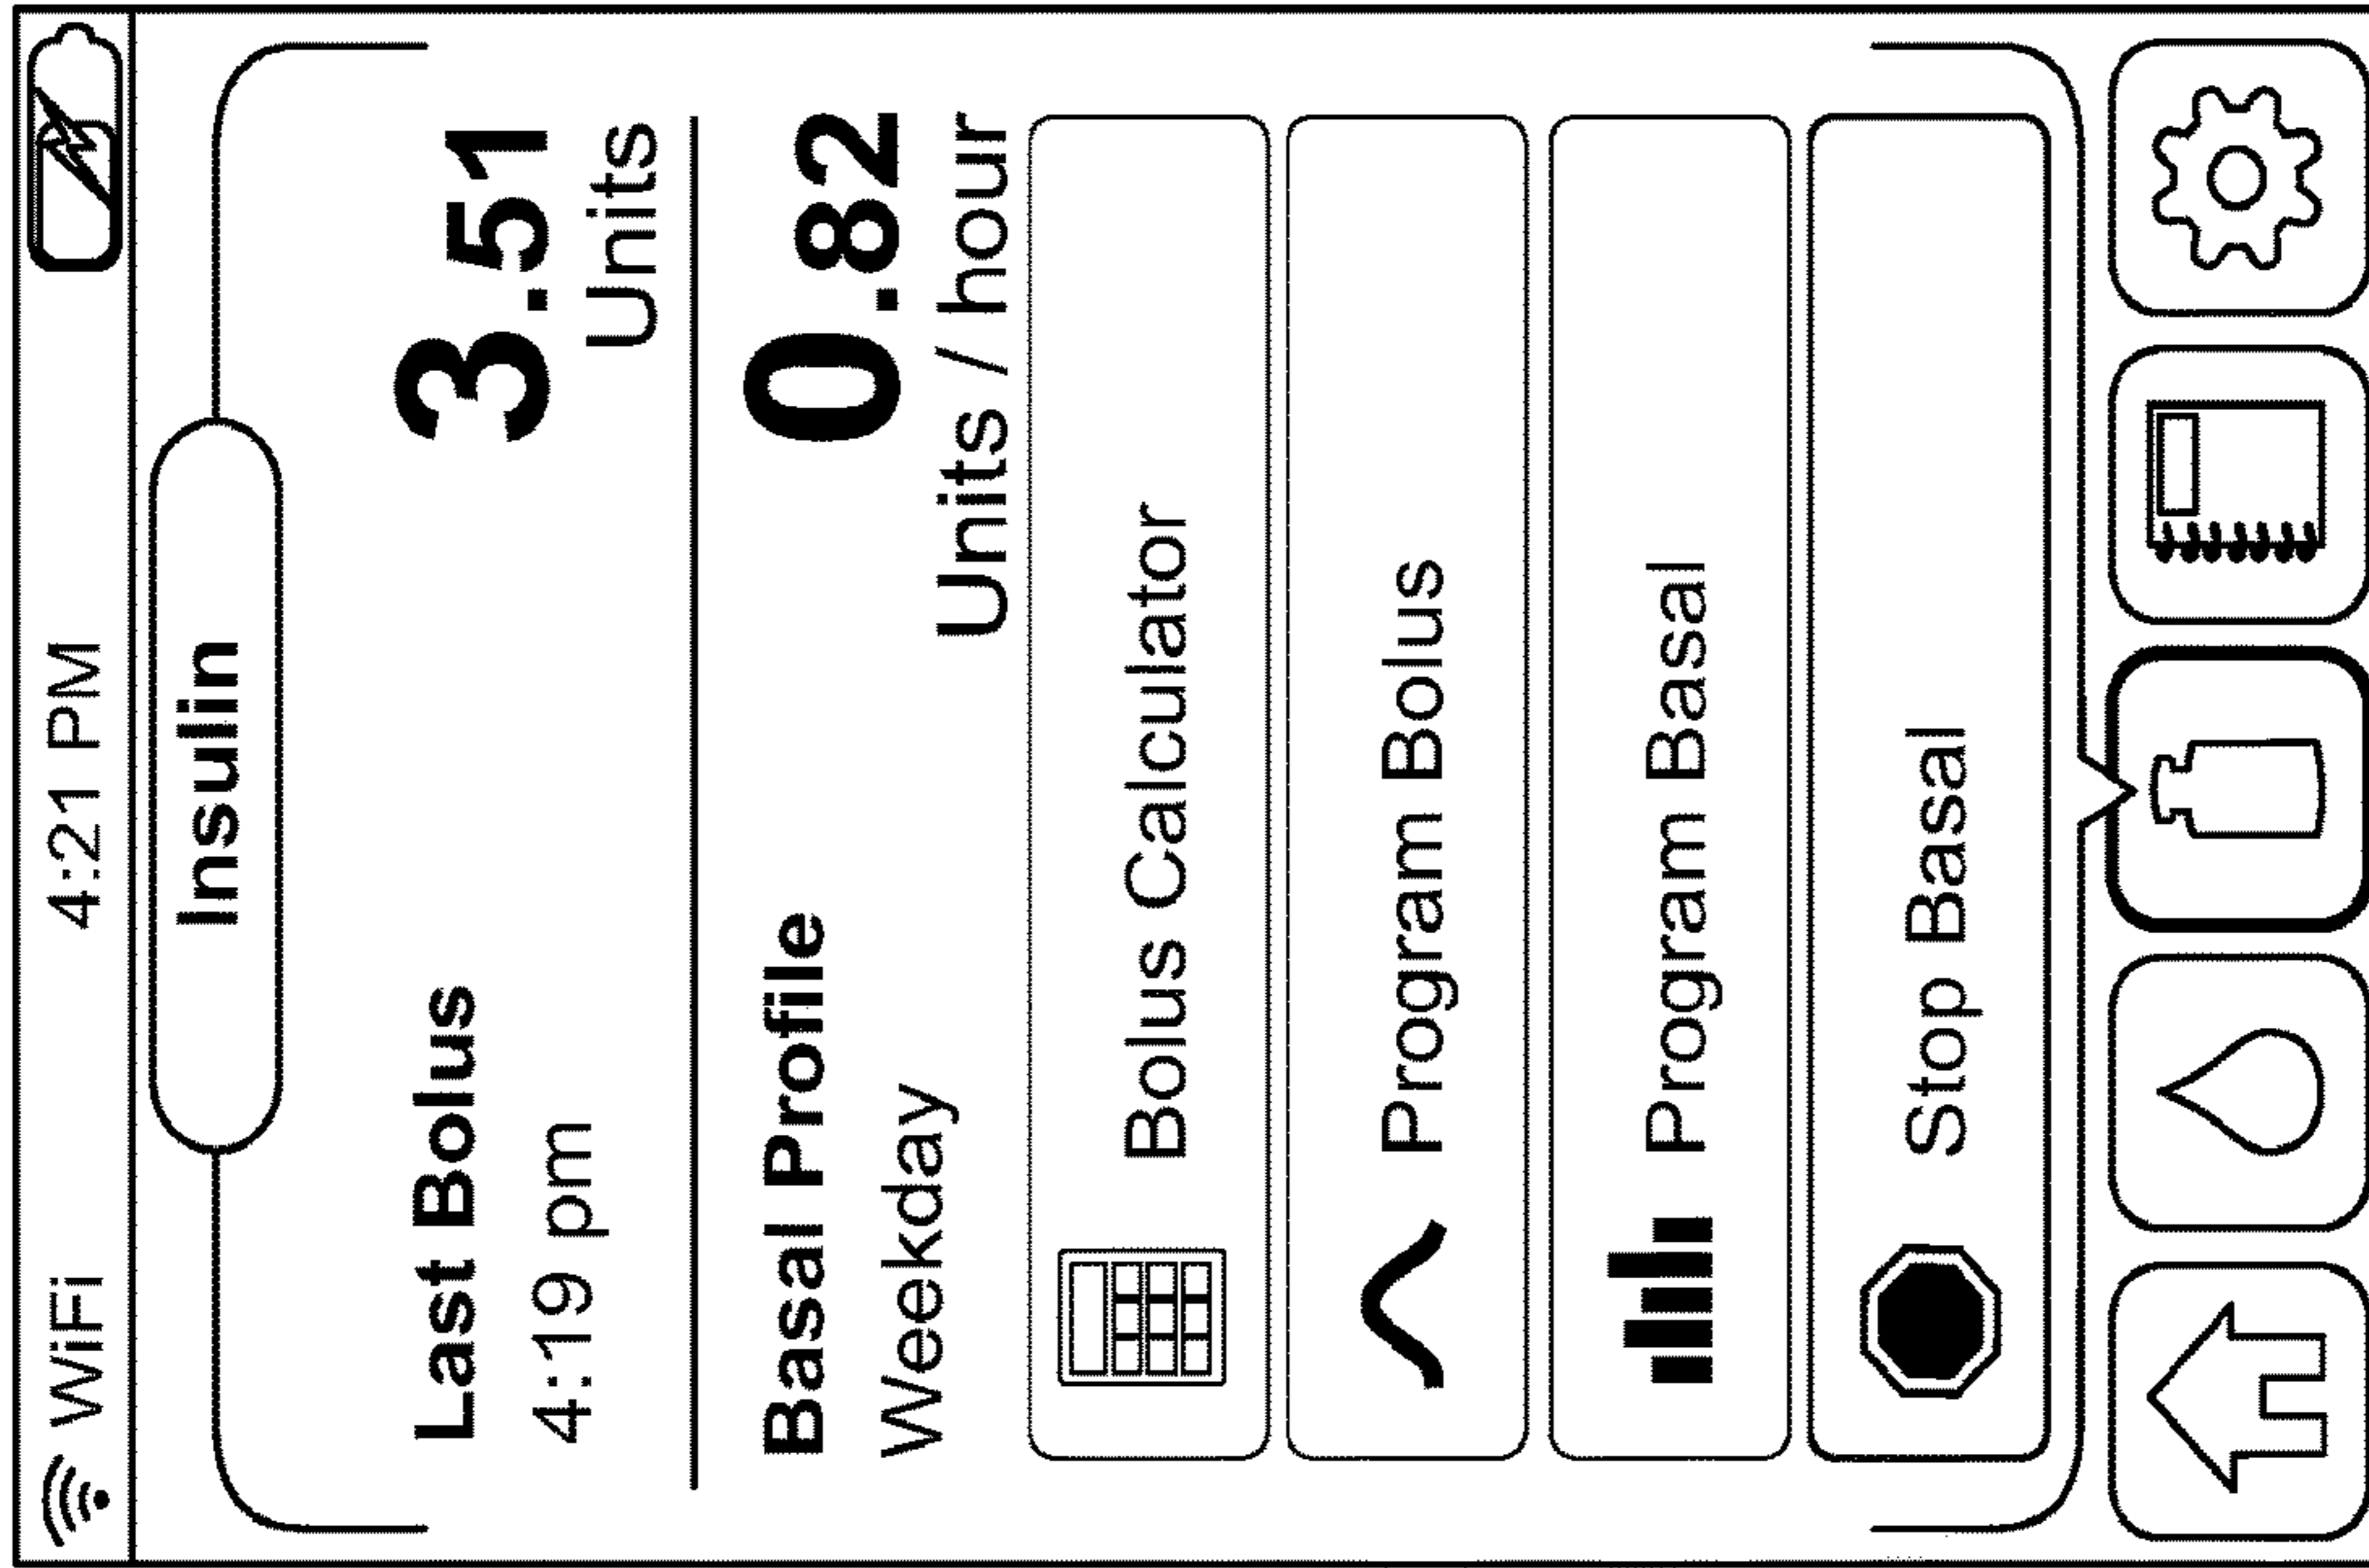 WiFi 4:21 PM
Insulin
Last Bolus 3.51
4:19 pm Units
Basal Profile 0.82
Weekday Units / hour
Bolus Calculator
Program Bolus
Program Basal
Stop Basal